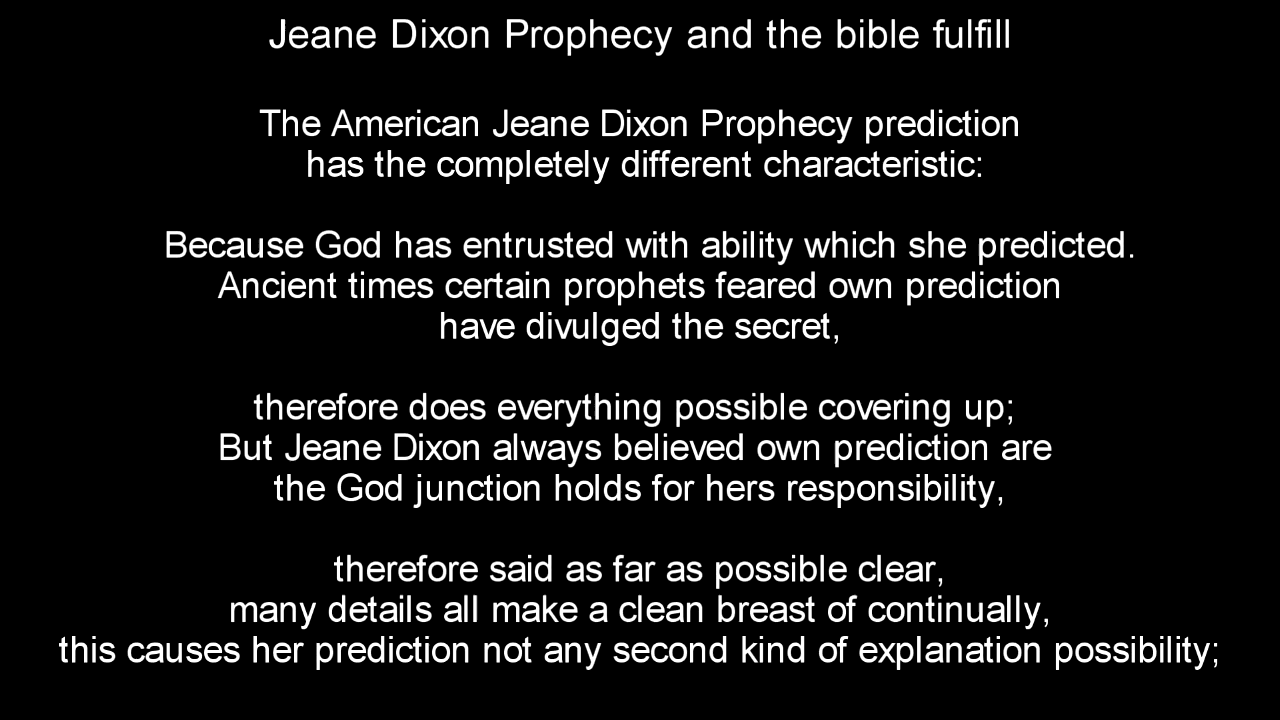 Jeane Dixon Prophecy and the bible fulfill
The American Jeane Dixon Prophecy prediction
has the completely different characteristic:
Because God has entrusted with ability which she predicted.
Ancient times certain prophets feared own prediction
have divulged the secret,
therefore does everything possible covering up;
But Jeane Dixon always believed own prediction are
the God junction holds for hers responsibility,
therefore said as far as possible clear,
many details all make a clean breast of continually,
this causes her prediction not any second kind of explanation possibility;